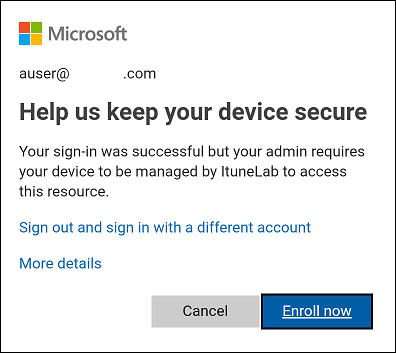 Microsoft
auser@ .com
Help us keep your device secure
Your sign-in was successful but your admin requires
your device to be managed by ItuneLab to access
this resource.
Sign out and sign in with a different account
More details
Cancel
Enroll now